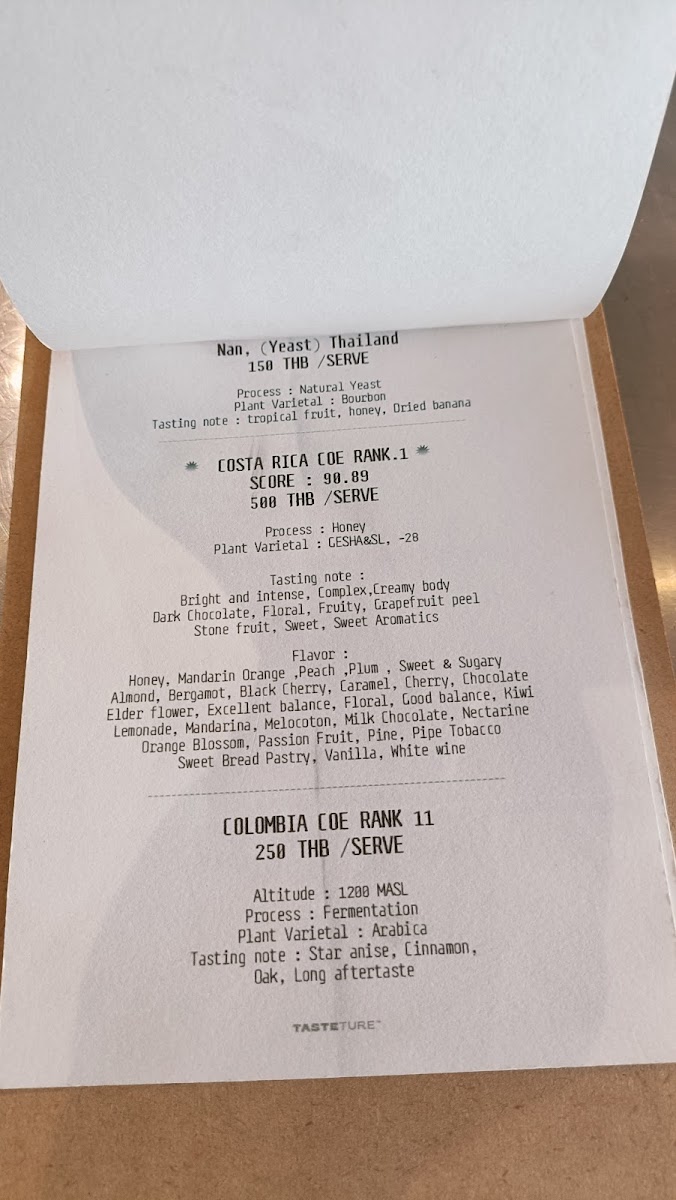 Nan, (Yeast) Thailand
150 THB /SERVE
Process : Natural Yeast
Plant Varietal : Bourbon
Tasting note : tropical fruit, honey, Dried banana
COSTA RICA COE RANK.1
SCORE : 90.89
500 THB /SERVE
Process : Honey
Plant Varietal : GESHA&SL, -28
Tasting note :
Bright and intense, Complex,Creamy body
Dark Chocolate, Floral, Fruity, Grapefruit peel
Stone fruit, Sweet, Sweet Aromatics
Flavor :
Honey, Mandarin Orange ,Peach ,Plum , Sweet & Sugary
Almond, Bergamot, Black Cherry, Caramel, Cherry, Chocolate
Elder flower, Excellent balance, Floral, Good balance, Kiwi
Lemonade, Mandarina, Melocoton, Milk Chocolate, Nectarine
Orange Blossom, Passion Fruit, Pine, Pipe Tobacco
Sweet Bread Pastry, Vanilla, White wine
COLOMBIA COE RANK 11
250 THB /SERVE
Altitude : 1200 MASL
Process : Fermentation
Plant Varietal : Arabica
Tasting note : Star anise, Cinnamon,
Oak, Long aftertaste
TASTETURE™